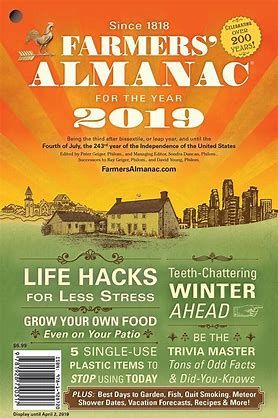 Since 1818
FARMERS'
ALMANAC
CELEBRATING
OVER
200
YEARS!
FOR THE YEAR
2019
Being the third after bissextile, or leap year, and until the
Fourth of July, the 243rd year of the Independence of the United States
Edited by Peter Geiger, Philom., and Managing Editor, Sondra Duncan, Philom.,
Successors to Ray Geiger, and David Young, Philom.
FarmersAlmanac.com
LIFE HACKS
FOR LESS STRESS
GROW YOUR OWN FOOD
Even on Your Patio
5 SINGLE-USE
PLASTIC ITEMS TO
STOP USING TODAY
Teeth-Chattering
WINTER
AHEAD
BE THE
TRIVIA MASTER
Tons of Odd Facts
& Did-You-Knows
$6.99
PLUS: Best Days to Garden, Fish, Quit Smoking, Meteor
Shower Dates, Vacation Forecasts, Recipes & More!
Display until April 2, 2019